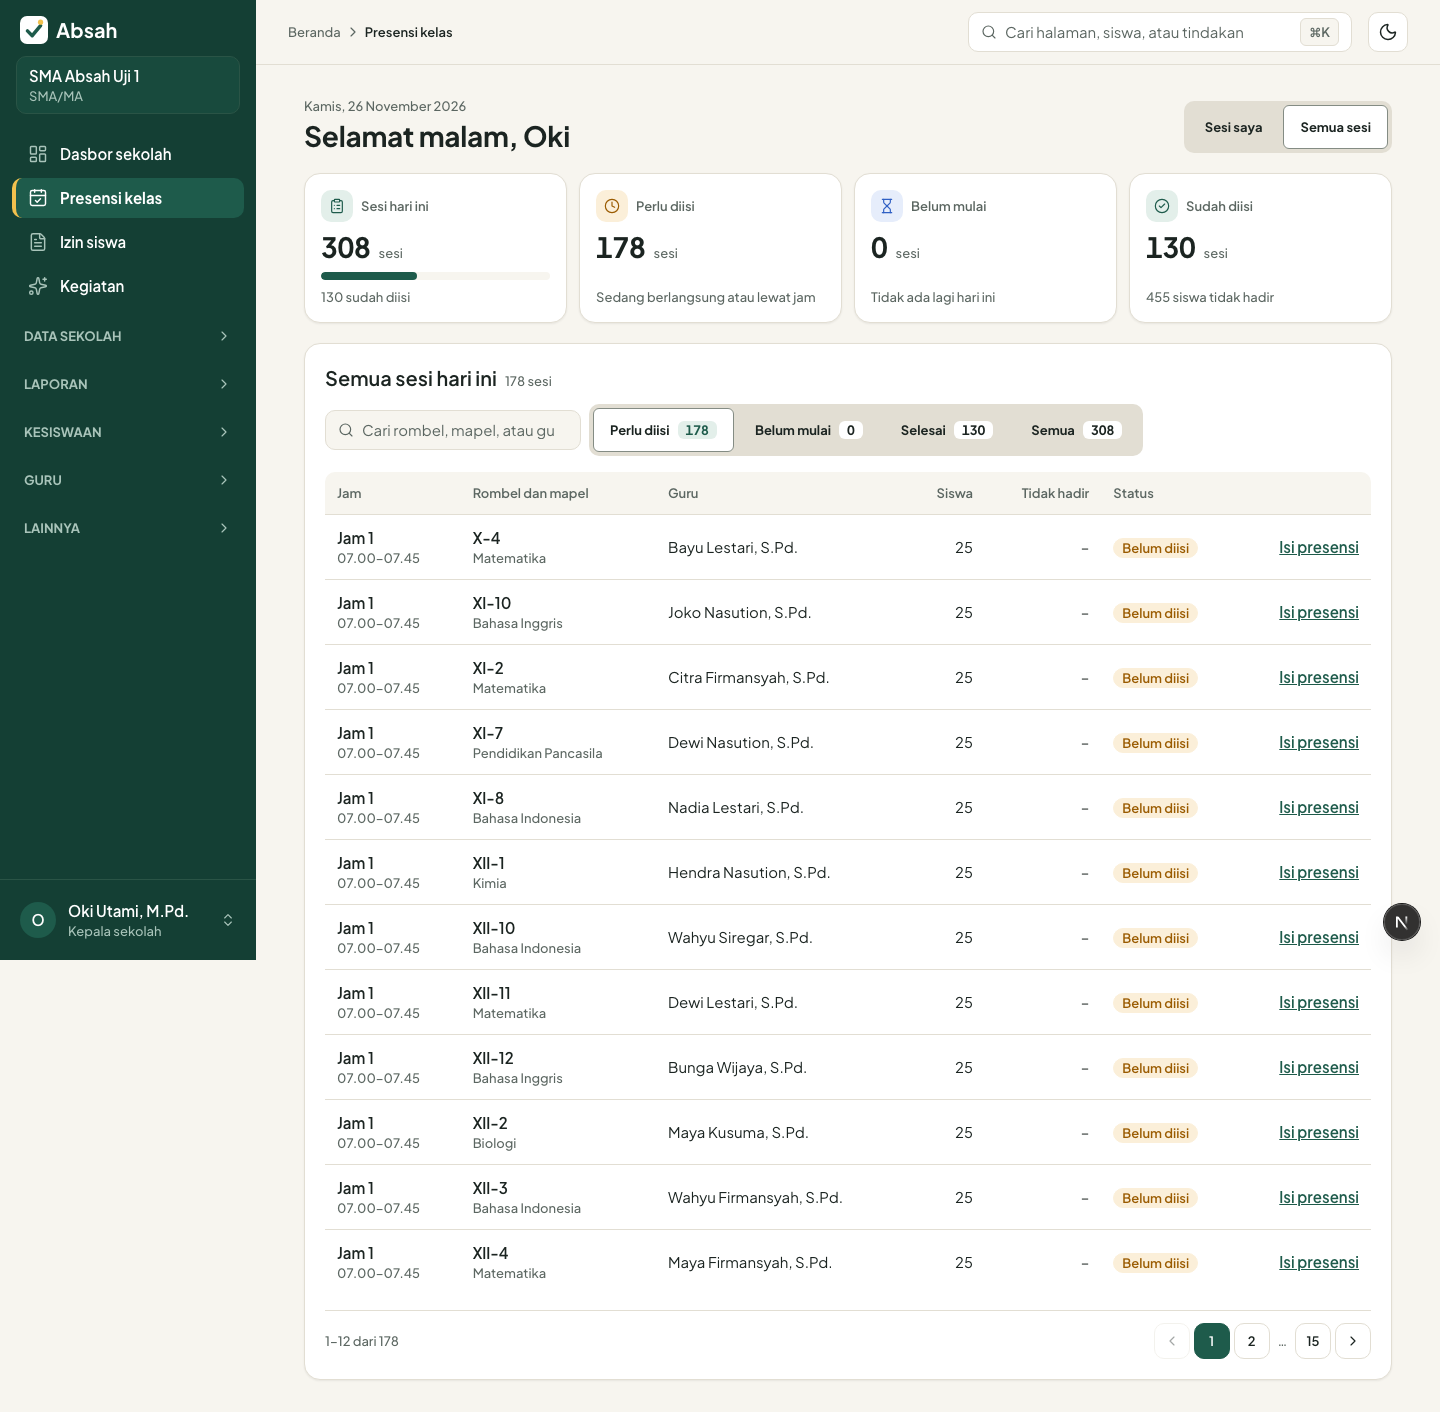 Absah
SMA Absah Uji 1
SMA/MA
Dasbor sekolah
Presensi kelas
Izin siswa
Kegiatan
DATA SEKOLAH
LAPORAN
KESISWAAN
GURU
LAINNYA
O
Oki Utami, M.Pd.
Kepala sekolah
Beranda > Presensi kelas
Cari halaman, siswa, atau tindakan ⌘K
Kamis, 26 November 2026
Selamat malam, Oki
Sesi saya Semua sesi
Sesi hari ini
308 sesi
130 sudah diisi
Perlu diisi
178 sesi
Sedang berlangsung atau lewat jam
Belum mulai
0 sesi
Tidak ada lagi hari ini
Sudah diisi
130 sesi
455 siswa tidak hadir
Semua sesi hari ini 178 sesi
Cari rombel, mapel, atau gu
Perlu diisi 178 Belum mulai 0 Selesai 130 Semua 308
Jam Rombel dan mapel Guru Siswa Tidak hadir Status
Jam 1 X-4 Bayu Lestari, S.Pd. 25 – Belum diisi Isi presensi
07.00–07.45 Matematika
Jam 1 XI-10 Joko Nasution, S.Pd. 25 – Belum diisi Isi presensi
07.00–07.45 Bahasa Inggris
Jam 1 XI-2 Citra Firmansyah, S.Pd. 25 – Belum diisi Isi presensi
07.00–07.45 Matematika
Jam 1 XI-7 Dewi Nasution, S.Pd. 25 – Belum diisi Isi presensi
07.00–07.45 Pendidikan Pancasila
Jam 1 XI-8 Nadia Lestari, S.Pd. 25 – Belum diisi Isi presensi
07.00–07.45 Bahasa Indonesia
Jam 1 XII-1 Hendra Nasution, S.Pd. 25 – Belum diisi Isi presensi
07.00–07.45 Kimia
Jam 1 XII-10 Wahyu Siregar, S.Pd. 25 – Belum diisi Isi presensi
07.00–07.45 Bahasa Indonesia
Jam 1 XII-11 Dewi Lestari, S.Pd. 25 – Belum diisi Isi presensi
07.00–07.45 Matematika
Jam 1 XII-12 Bunga Wijaya, S.Pd. 25 – Belum diisi Isi presensi
07.00–07.45 Bahasa Inggris
Jam 1 XII-2 Maya Kusuma, S.Pd. 25 – Belum diisi Isi presensi
07.00–07.45 Biologi
Jam 1 XII-3 Wahyu Firmansyah, S.Pd. 25 – Belum diisi Isi presensi
07.00–07.45 Bahasa Indonesia
Jam 1 XII-4 Maya Firmansyah, S.Pd. 25 – Belum diisi Isi presensi
07.00–07.45 Matematika
1–12 dari 178
1 2 … 15
N